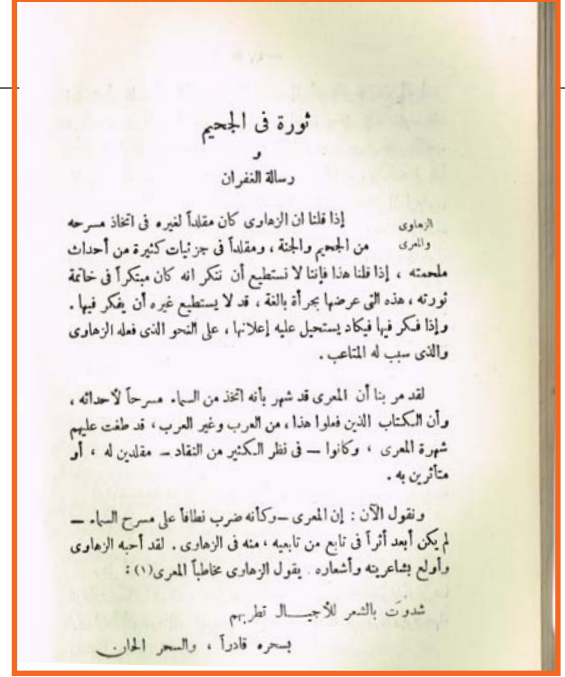 ثورة فى الجحيم
و
رسالة الغفران
الزهاوى
والمعرى
إذا قلنا ان الزهاوى كان مقلداً لغيره فى اتخاذ مسرحه
من الجحيم والجنة ، ومقلداً فى جزئيات كثيرة من أحداث
ملحمته ، إذا قلنا هذا فإننا لا نستطيع أن ننكر انه كان مبتكراً فى خاتمة
ثورته ، هذه التى عرضها بجرأة بالغة ، قد لا يستطيع غيره أن يفكر فيها .
وإذا فكر فيها فيكاد يستحيل عليه إعلانها ، على النحو الذى فعله الزهاوى
والذى سبب له المتاعب .
لقد مر بنا أن المعرى قد شهر بأنه اتخذ من السماء مسرحاً لأحداثه ،
وأن الكتاب الذين فعلوا هذا ، من العرب وغير العرب ، قد طغت عليهم
شهرة المعرى ، وكانوا — فى نظر الكثير من النقاد — مقلدين له ، أو
متأثرين به .
ونقول الآن : إن المعرى — وكأنه ضرب نطاقاً على مسرح السماء —
لم يكن أبعد أثراً فى تابع من تابعيه ، منه فى الزهاوى . لقد أحبه الزهاوى
وأولع بشاعريته وأشعاره . يقول الزهاوى مخاطباً المعرى (١) :
شدوتَ بالشعر للأجيـــال تطربهم
بسحره قادراً ، والسحر الحان